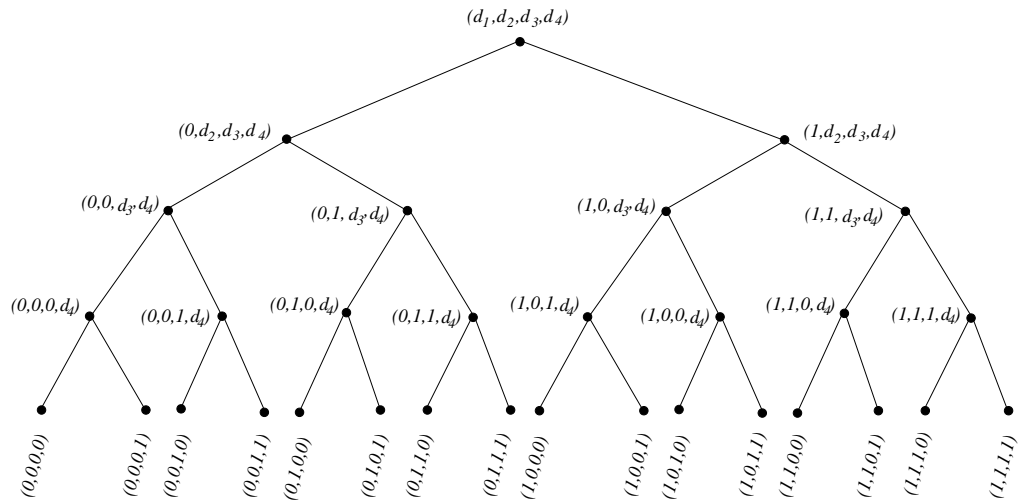 (d₁,d₂,d₃,d₄)
(0,d₂,d₃,d₄)
(1,d₂,d₃,d₄)
(0,0,d₃,d₄)
(0,1,d₃,d₄)
(1,0,d₃,d₄)
(1,1,d₃,d₄)
(0,0,0,d₄)
(0,0,1,d₄)
(0,1,0,d₄)
(0,1,1,d₄)
(1,0,1,d₄)
(1,0,0,d₄)
(1,1,0,d₄)
(1,1,1,d₄)
(0,0,0,0)
(0,0,0,1)
(0,0,1,0)
(0,0,1,1)
(0,1,0,0)
(0,1,0,1)
(0,1,1,0)
(0,1,1,1)
(1,0,0,0)
(1,0,0,1)
(1,0,1,0)
(1,0,1,1)
(1,1,0,0)
(1,1,0,1)
(1,1,1,0)
(1,1,1,1)